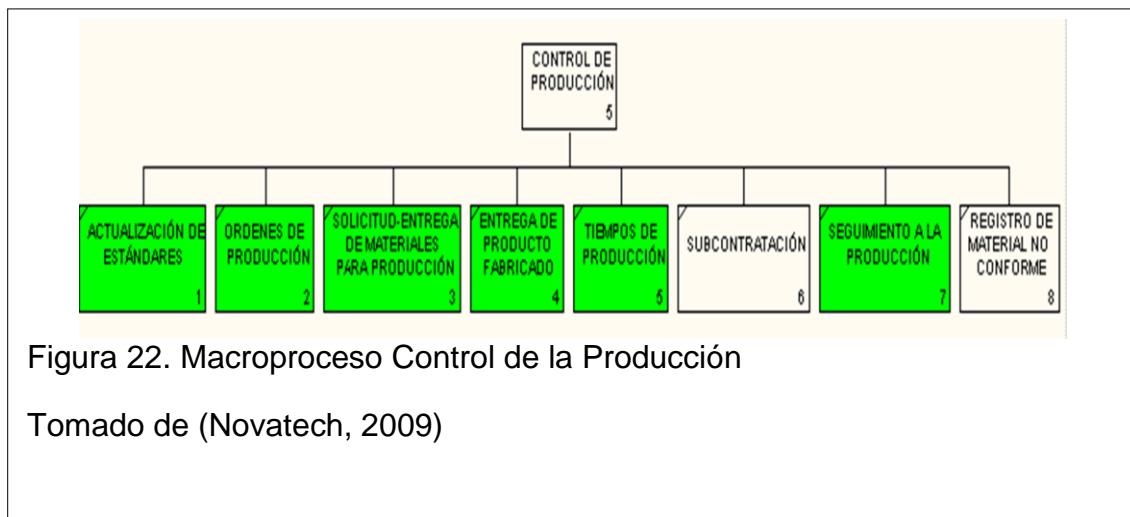 CONTROL DE
PRODUCCIÓN
5
ACTUALIZACIÓN DE
ESTÁNDARES
1
ORDENES DE
PRODUCCIÓN
2
SOLICITUD-ENTREGA
DE MATERIALES
PARA PRODUCCIÓN
3
ENTREGA DE
PRODUCTO
FABRICADO
4
TIEMPOS DE
PRODUCCIÓN
5
SUBCONTRATACIÓN
6
SEGUIMIENTO A LA
PRODUCCIÓN
7
REGISTRO DE
MATERIAL NO
CONFORME
8
Figura 22. Macroproceso Control de la Producción
Tomado de (Novatech, 2009)